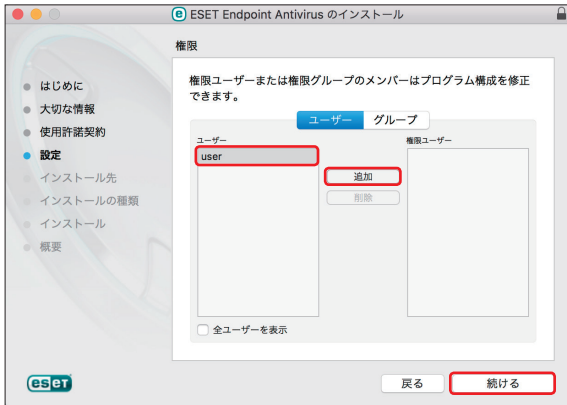 ESET Endpoint Antivirus のインストール
権限
はじめに
大切な情報
使用許諾契約
設定
インストール先
インストールの種類
インストール
概要
権限ユーザーまたは権限グループのメンバーはプログラム構成を修正
できます。
ユーザー グループ
ユーザー
user
追加
削除
権限ユーザー
全ユーザーを表示
eset
戻る
続ける